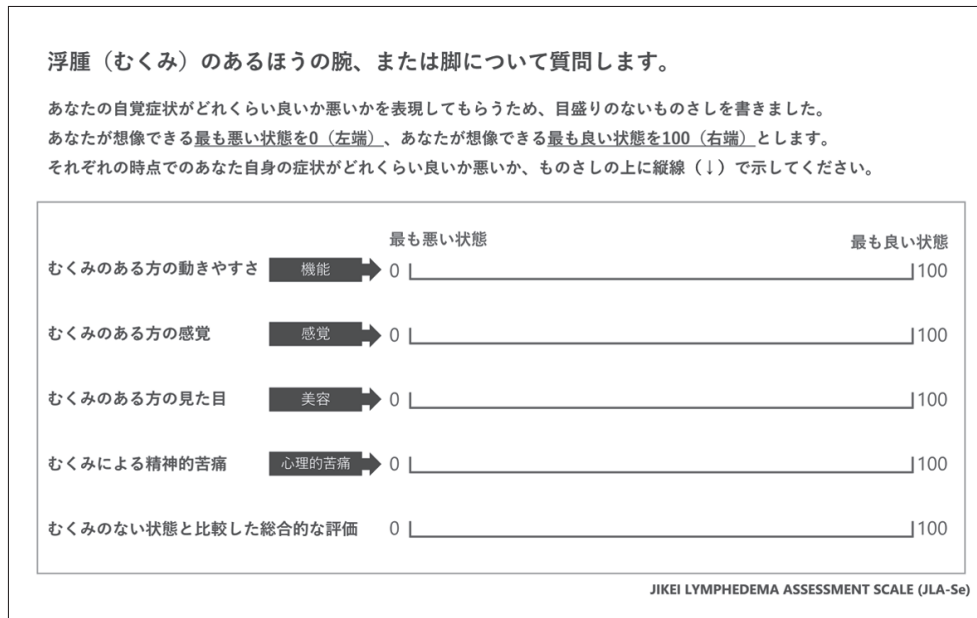 浮腫（むくみ）のあるほうの腕、または脚について質問します。
あなたの自覚症状がどれくらい良いか悪いかを表現してもらうため、目盛りのないものさしを書きました。
あなたが想像できる最も悪い状態を0（左端）、あなたが想像できる最も良い状態を100（右端）とします。
それぞれの時点でのあなた自身の症状がどれくらい良いか悪いか、ものさしの上に縦線（↓）で示してください。
最も悪い状態 最も良い状態
むくみのある方の動きやすさ 機能 0 100
むくみのある方の感覚 感覚 0 100
むくみのある方の見た目 美容 0 100
むくみによる精神的苦痛 心理的苦痛 0 100
むくみのない状態と比較した総合的な評価 0 100
JIKEI LYMPHEDEMA ASSESSMENT SCALE (JLA-Se)